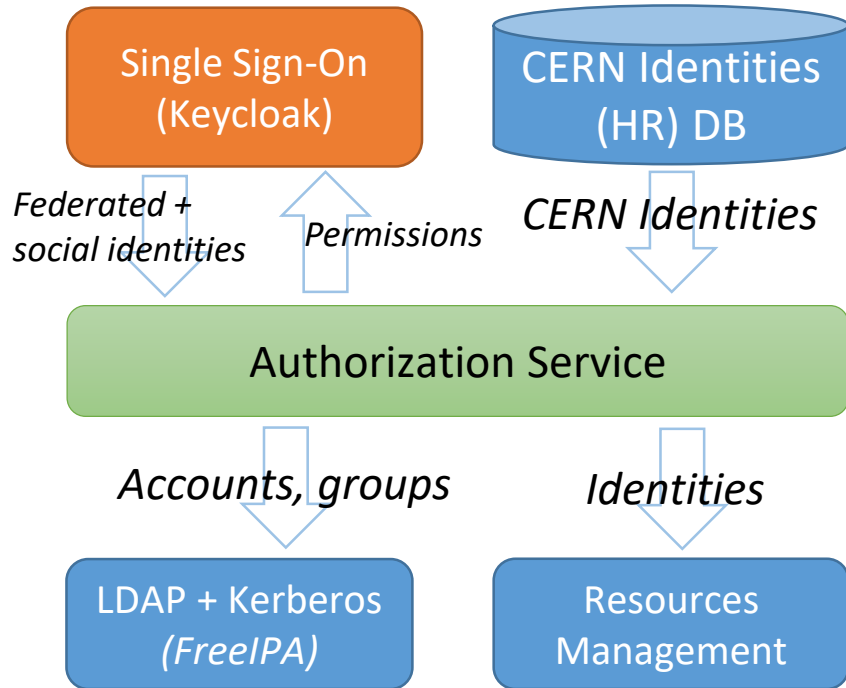 Single Sign-On
(Keycloak)
CERN Identities
(HR) DB
Federated +
social identities
Permissions
CERN Identities
Authorization Service
Accounts, groups
Identities
LDAP + Kerberos
(FreeIPA)
Resources
Management